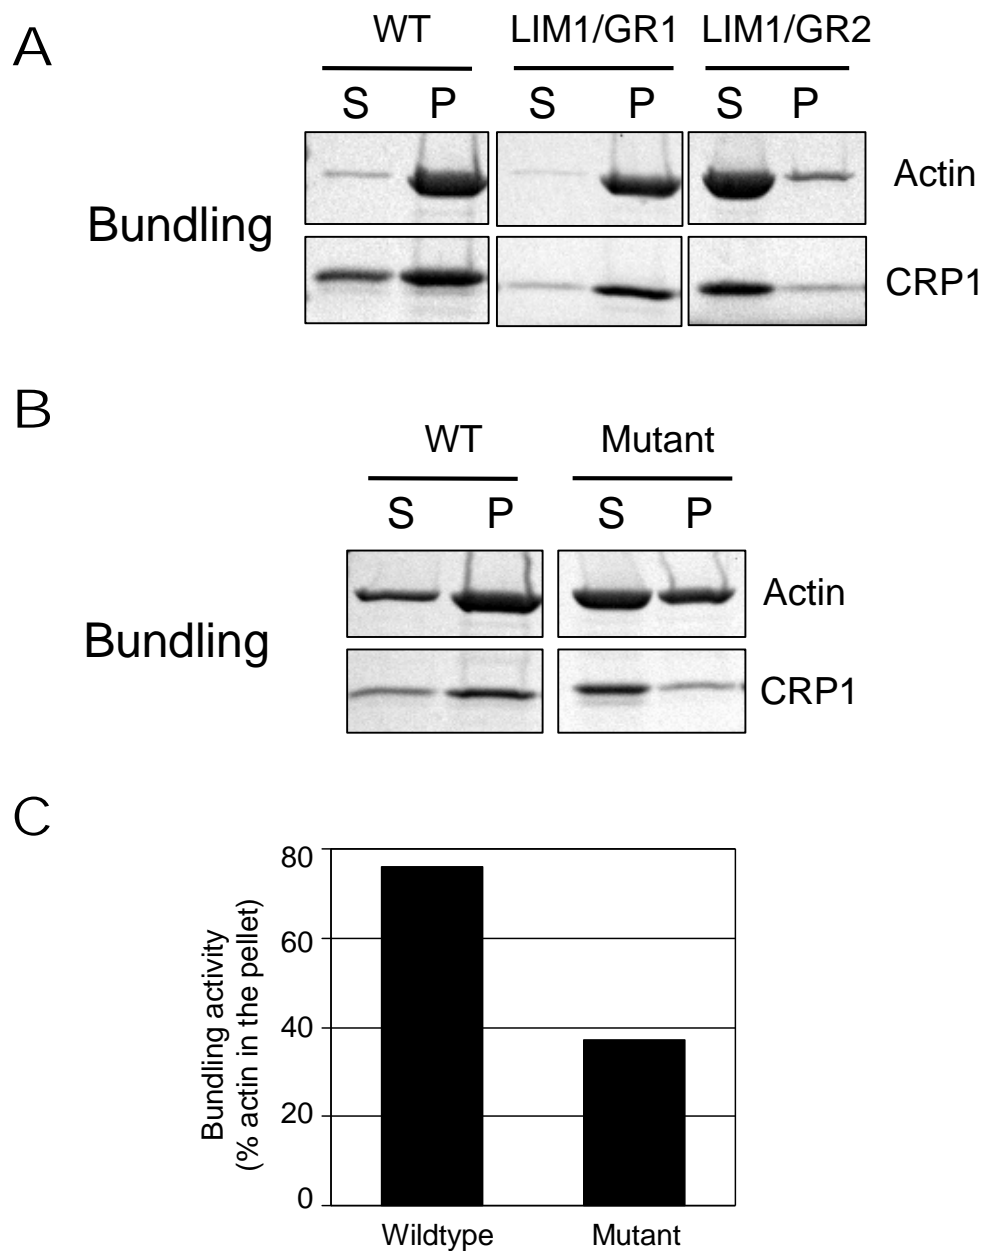 A
WT LIM1/GR1 LIM1/GR2
S P S P S P
Actin
Bundling
CRP1
B
WT Mutant
S P S P
Actin
Bundling
CRP1
C
Bundling activity
(% actin in the pellet)
80
60
40
20
0
Wildtype Mutant